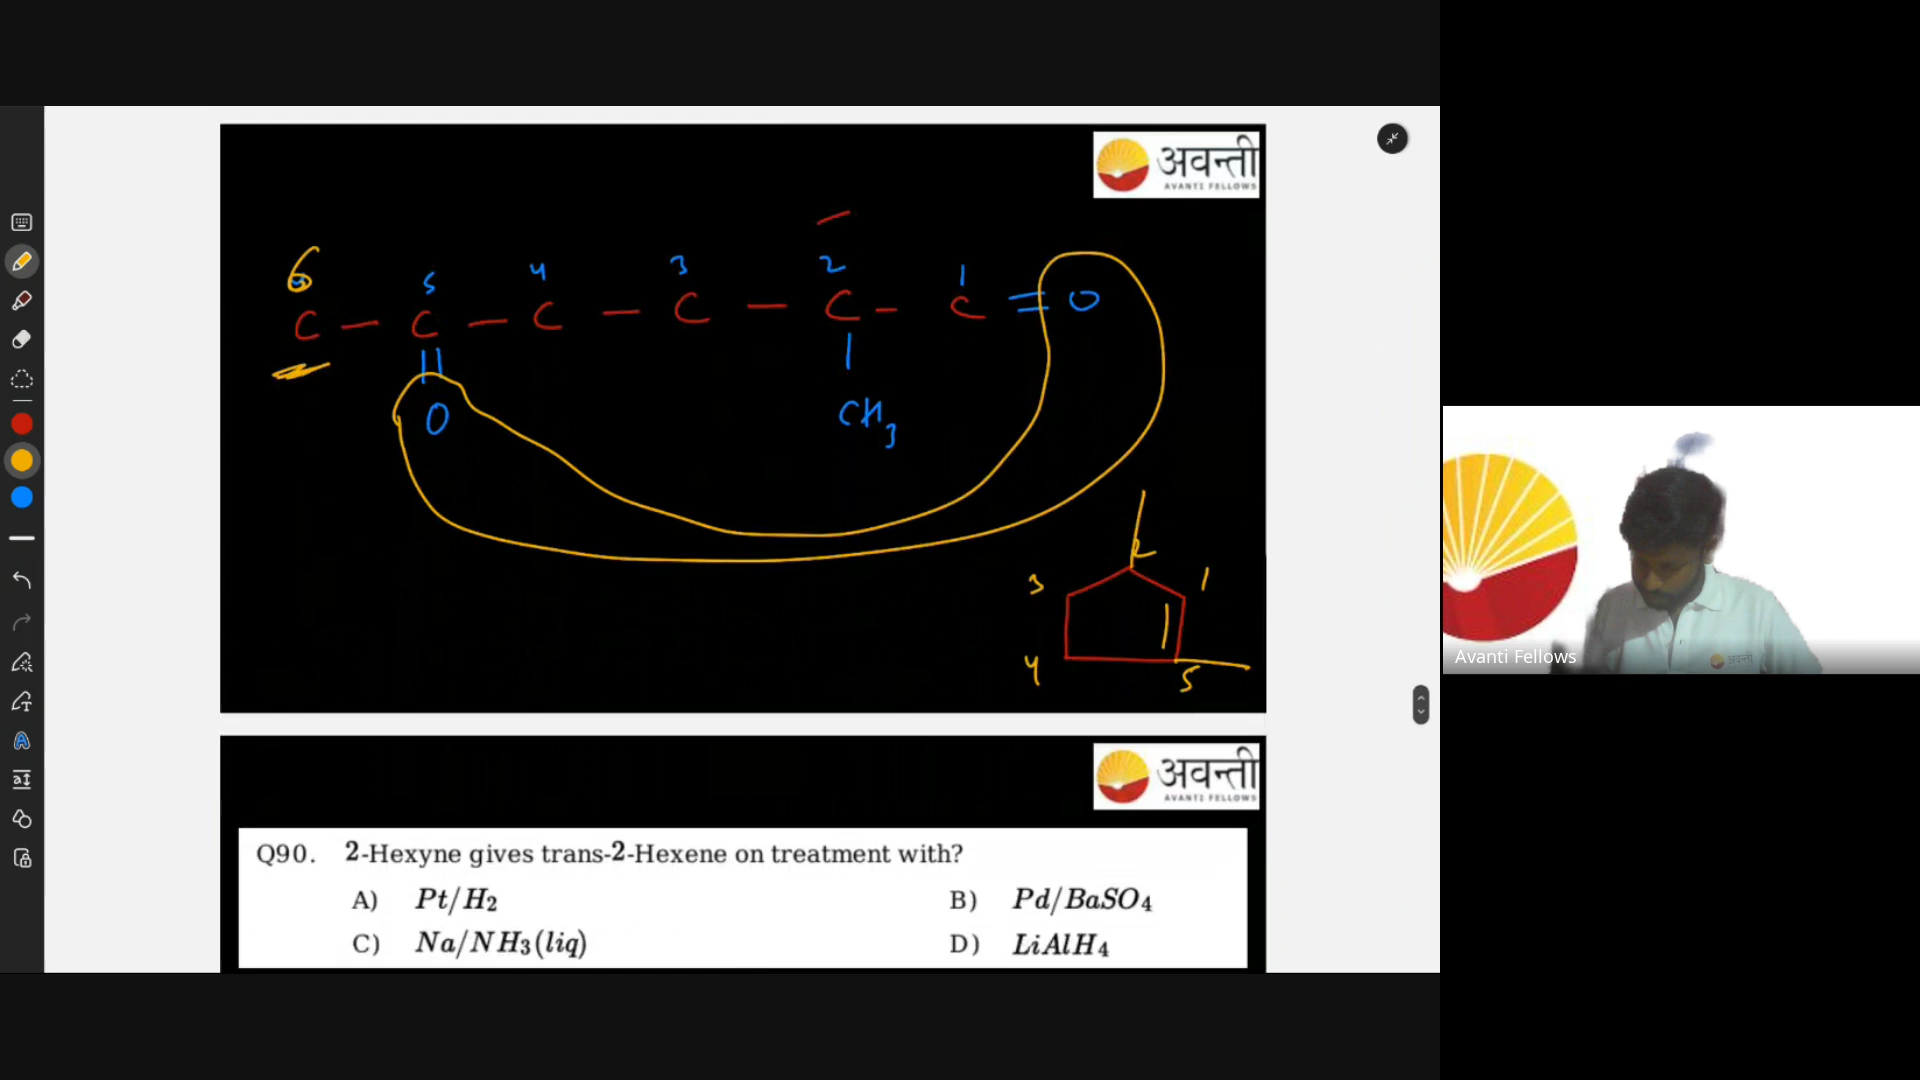 अवन्ती
AVANTI FELLOWS
6 5 4 3 2 1
C — C — C — C — C — C = O
O
CH3
2
3 1
4 5
Avanti Fellows
अवन्ती
AVANTI FELLOWS
Q90. 2-Hexyne gives trans-2-Hexene on treatment with?
A) Pt/H2 B) Pd/BaSO4
C) Na/NH3(liq) D) LiAlH4